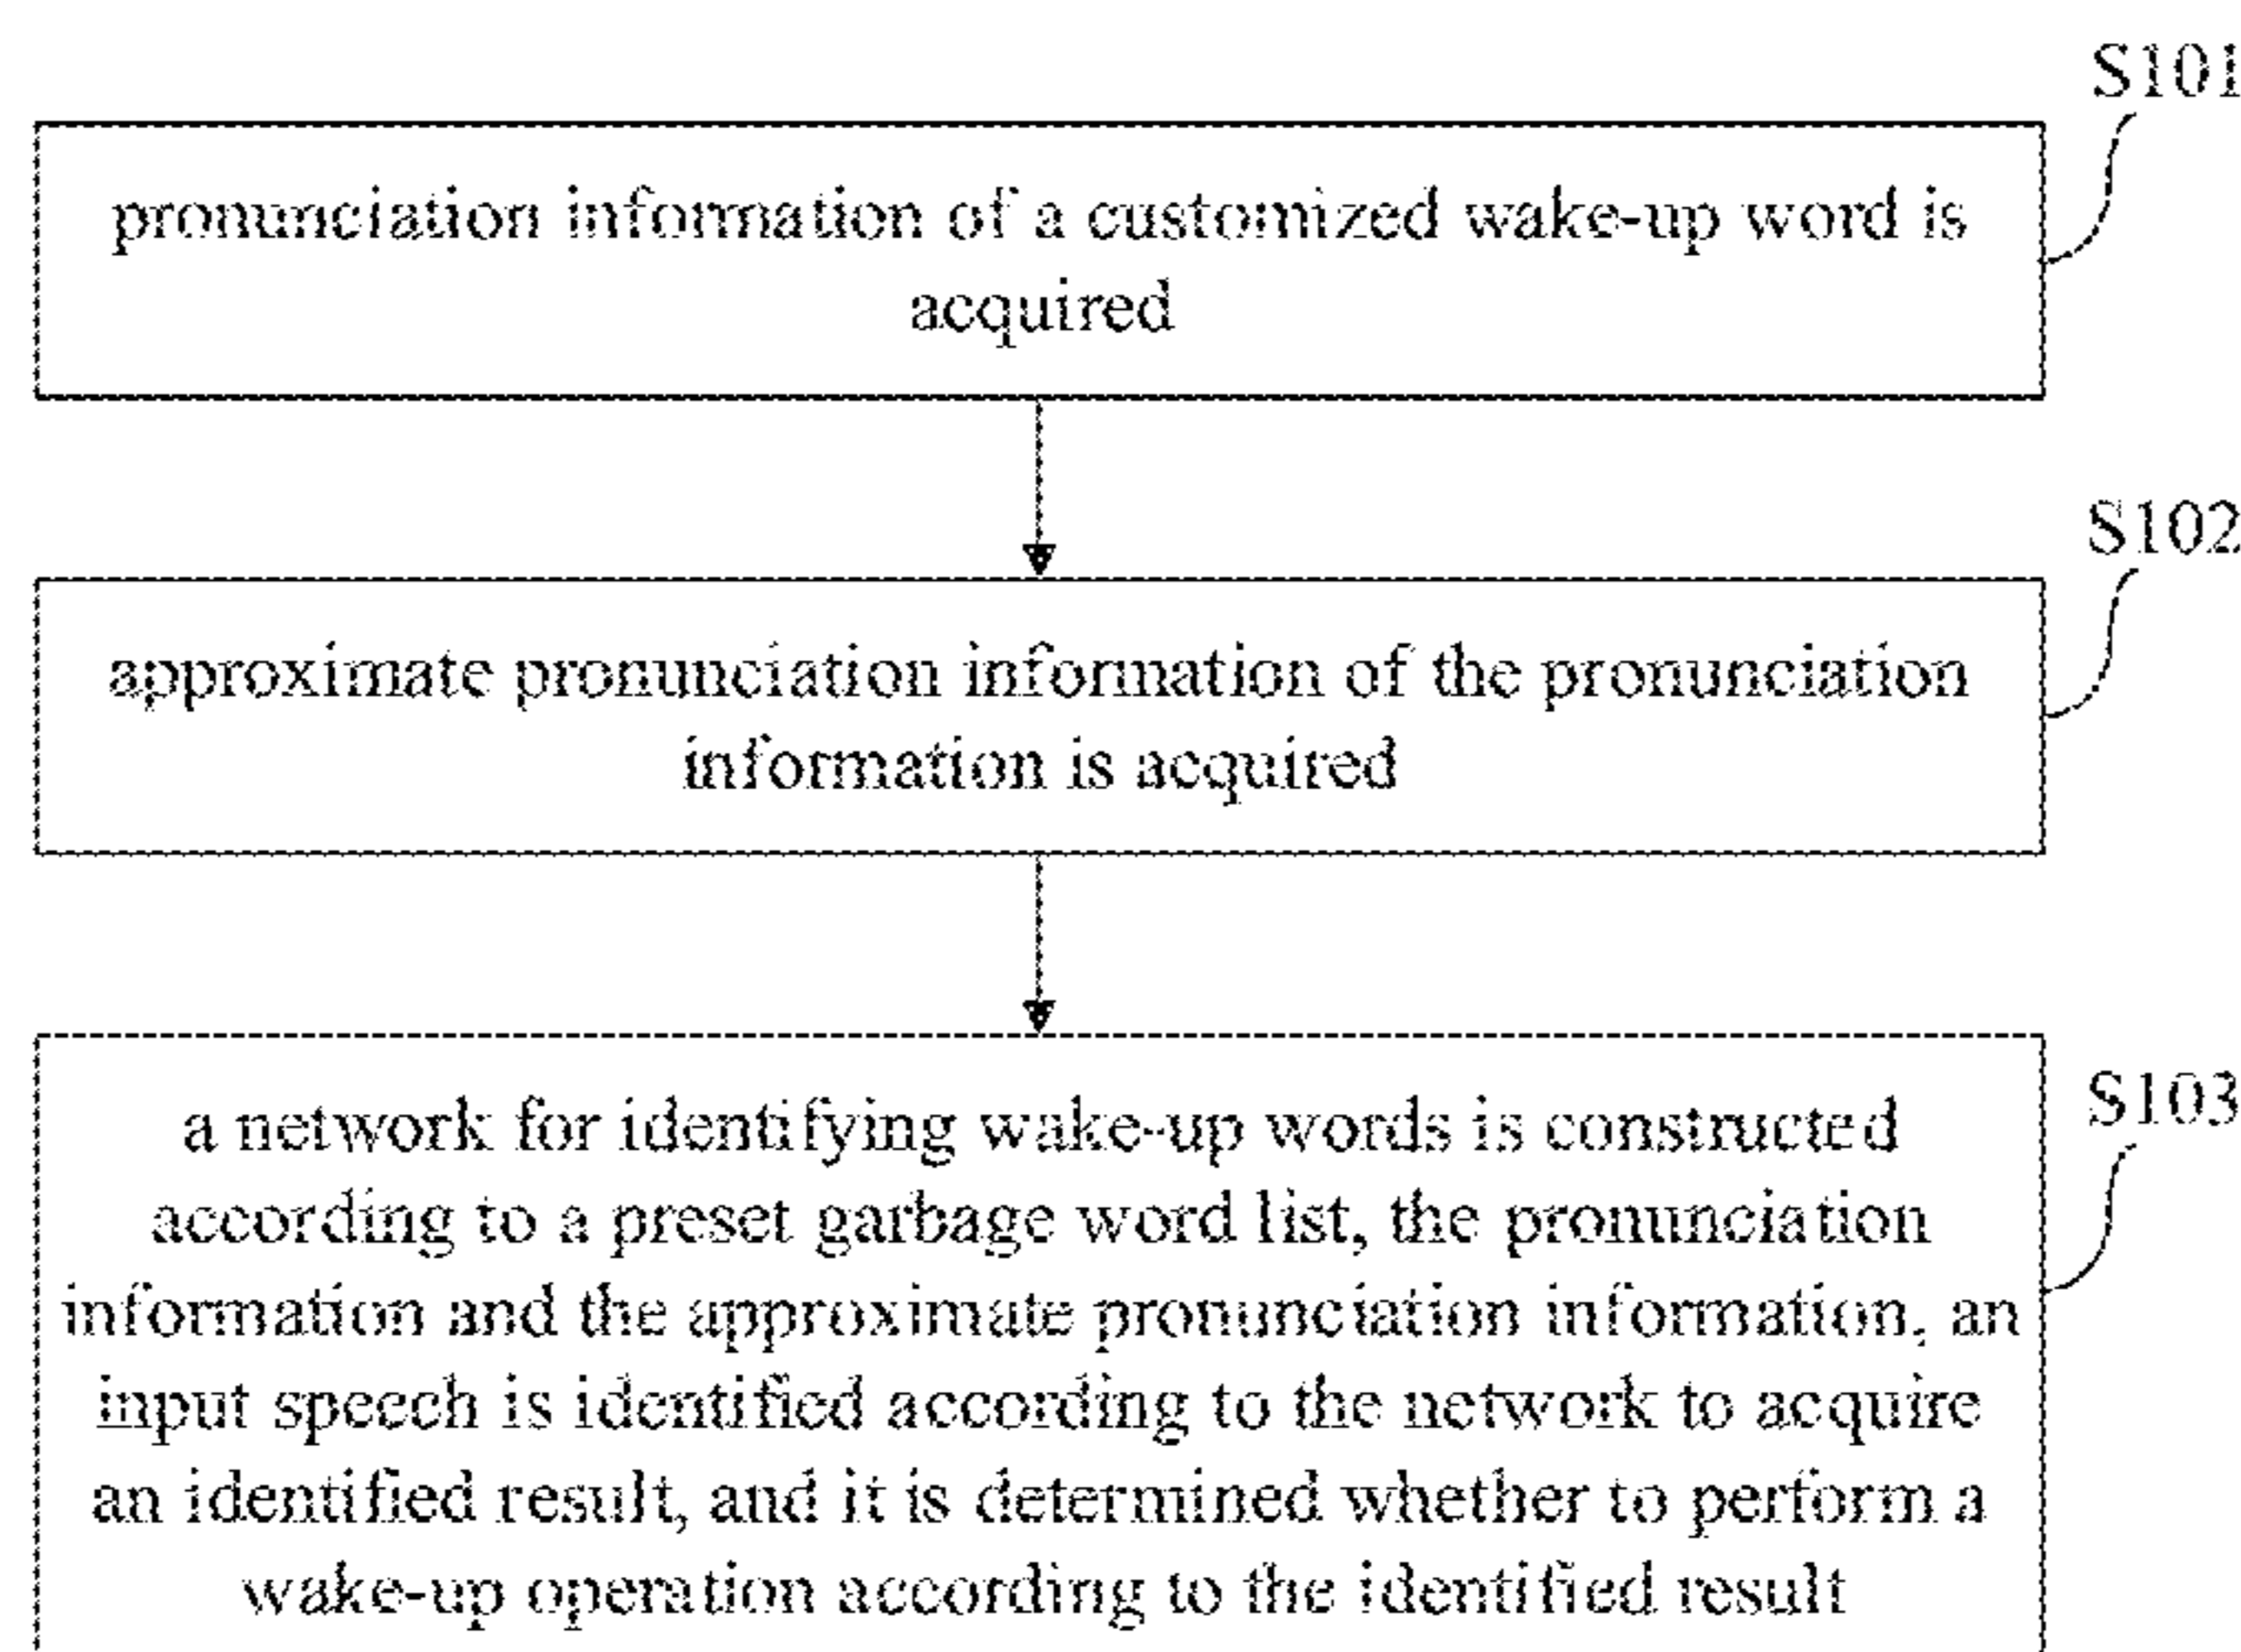 S101
pronunciation information of a customized wake-up word is
acquired
S102
approximate pronunciation information of the pronunciation
information is acquired
S103
a network for identifying wake-up words is constructed
according to a preset garbage word list, the pronunciation
information and the approximate pronunciation information, an
input speech is identified according to the network to acquire
an identified result, and it is determined whether to perform a
wake-up operation according to the identified result